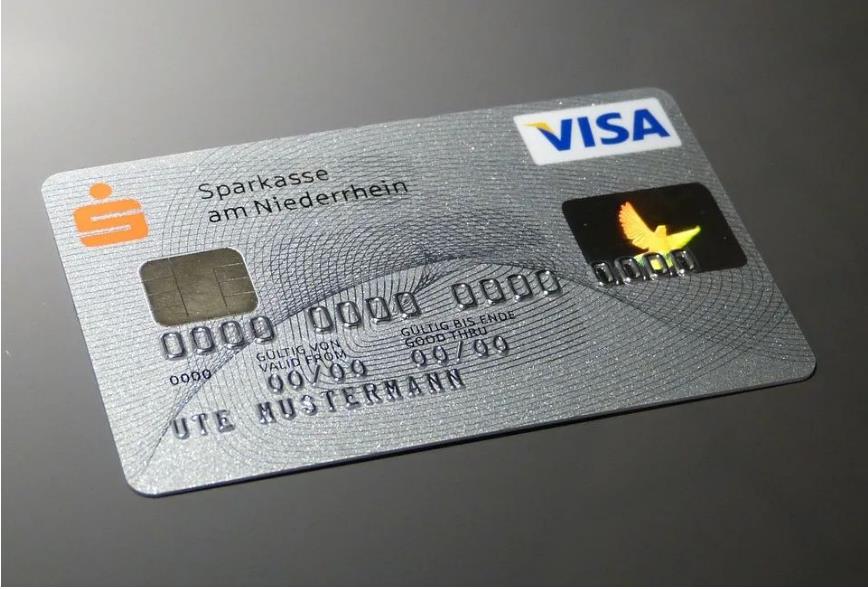 VISA
Sparkasse
am Niederrhein
0000 0000 0000 0000
0000
GÜLTIG VON
VALID FROM
00/00
GÜLTIG BIS ENDE
GOOD THRU
00/00
UTE MUSTERMANN